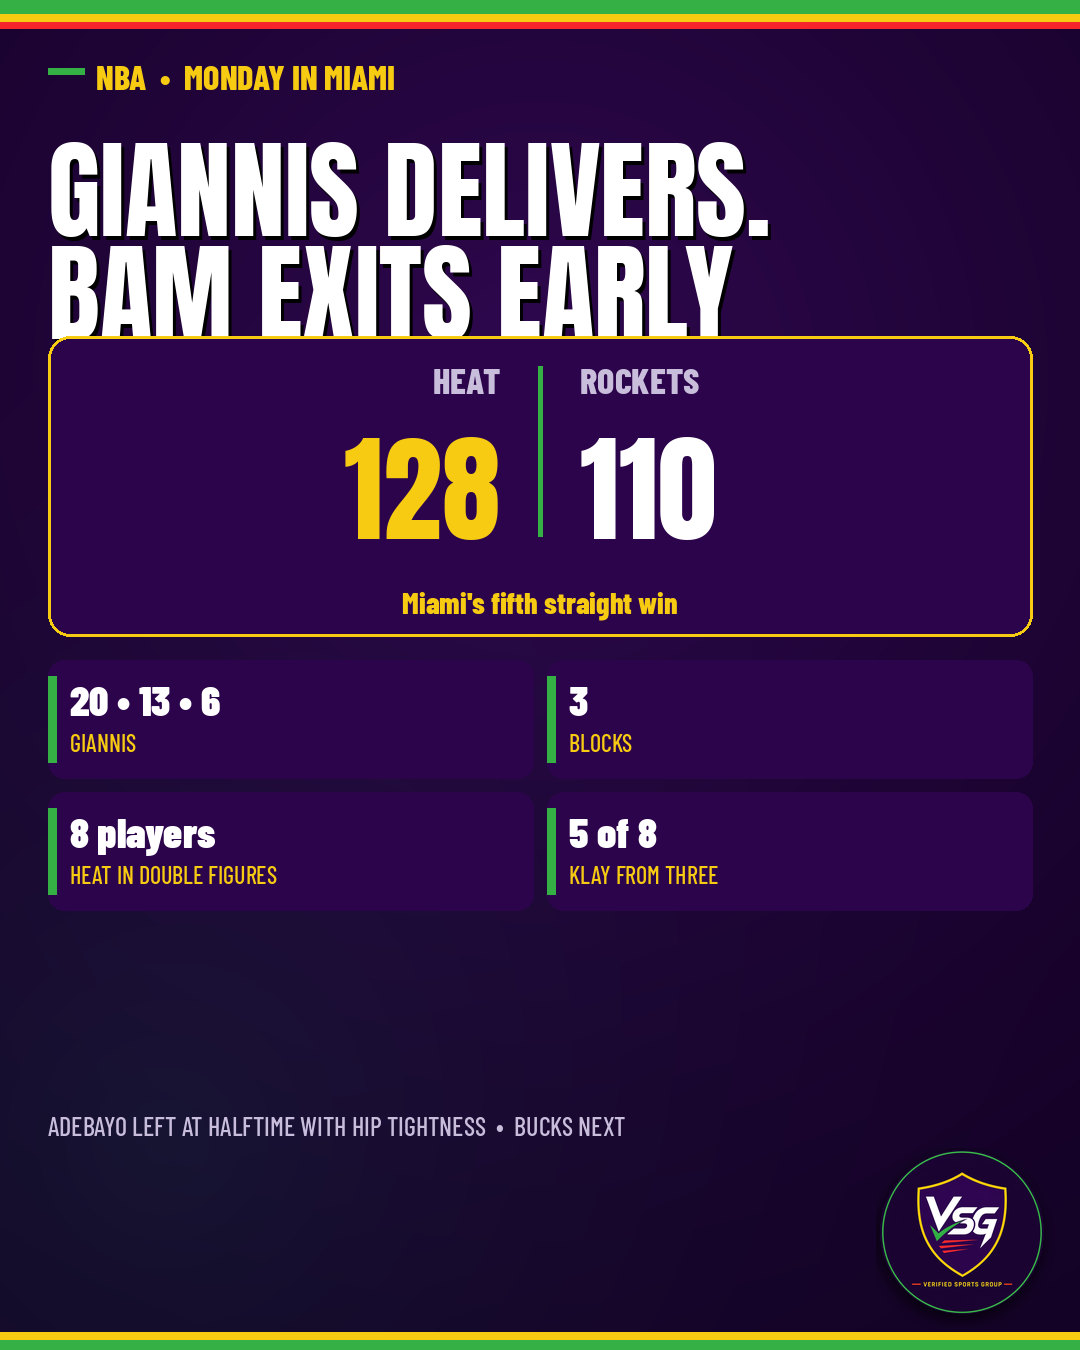 NBA • MONDAY IN MIAMI
GIANNIS DELIVERS.
BAM EXITS EARLY
HEAT
ROCKETS
128
110
Miami's fifth straight win
20 • 13 • 6
GIANNIS
3
BLOCKS
8 players
HEAT IN DOUBLE FIGURES
5 of 8
KLAY FROM THREE
ADEBAYO LEFT AT HALFTIME WITH HIP TIGHTNESS • BUCKS NEXT
VSG
VERIFIED SPORTS GROUP